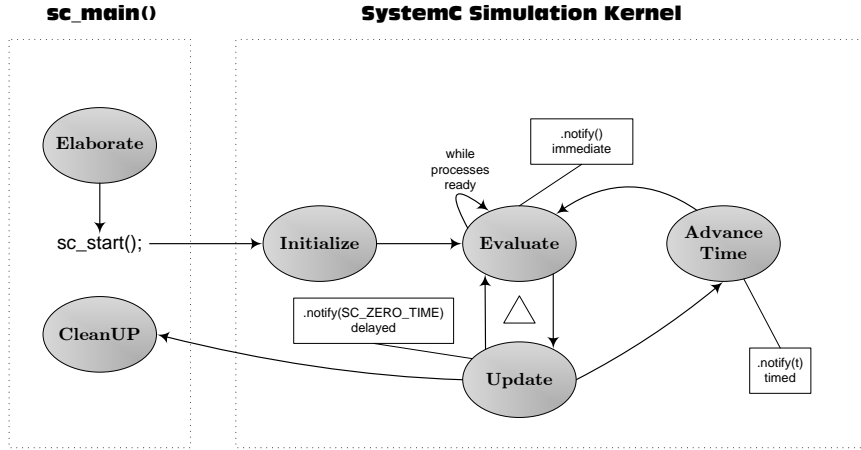 sc_main()
SystemC Simulation Kernel
Elaborate
sc_start();
CleanUP
Initialize
while
processes
ready
.notify()
immediate
Evaluate
Advance
Time
.notify(SC_ZERO_TIME)
delayed
Update
.notify(t)
timed